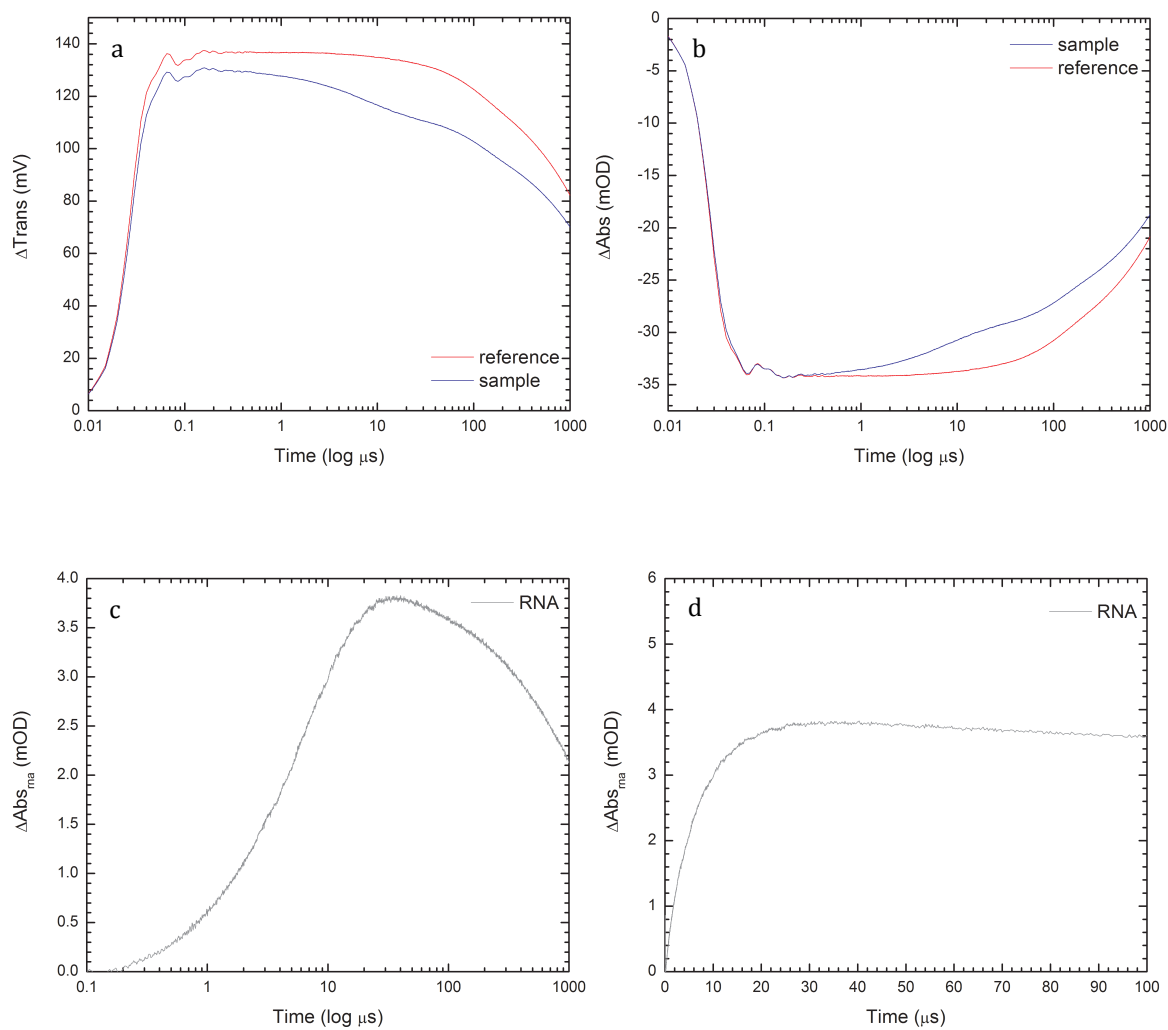 a
ΔTrans (mV)
140
120
100
80
60
40
20
0
reference
sample
0.01 0.1 1 10 100 1000
Time (log μs)
b
ΔAbs (mOD)
0
-5
-10
-15
-20
-25
-30
-35
sample
reference
0.01 0.1 1 10 100 1000
Time (log μs)
c
ΔAbs_rna (mOD)
4.0
3.5
3.0
2.5
2.0
1.5
1.0
0.5
0.0
RNA
0.1 1 10 100 1000
Time (log μs)
d
ΔAbs_rna (mOD)
6
5
4
3
2
1
0
RNA
0 10 20 30 40 50 60 70 80 90 100
Time (μs)